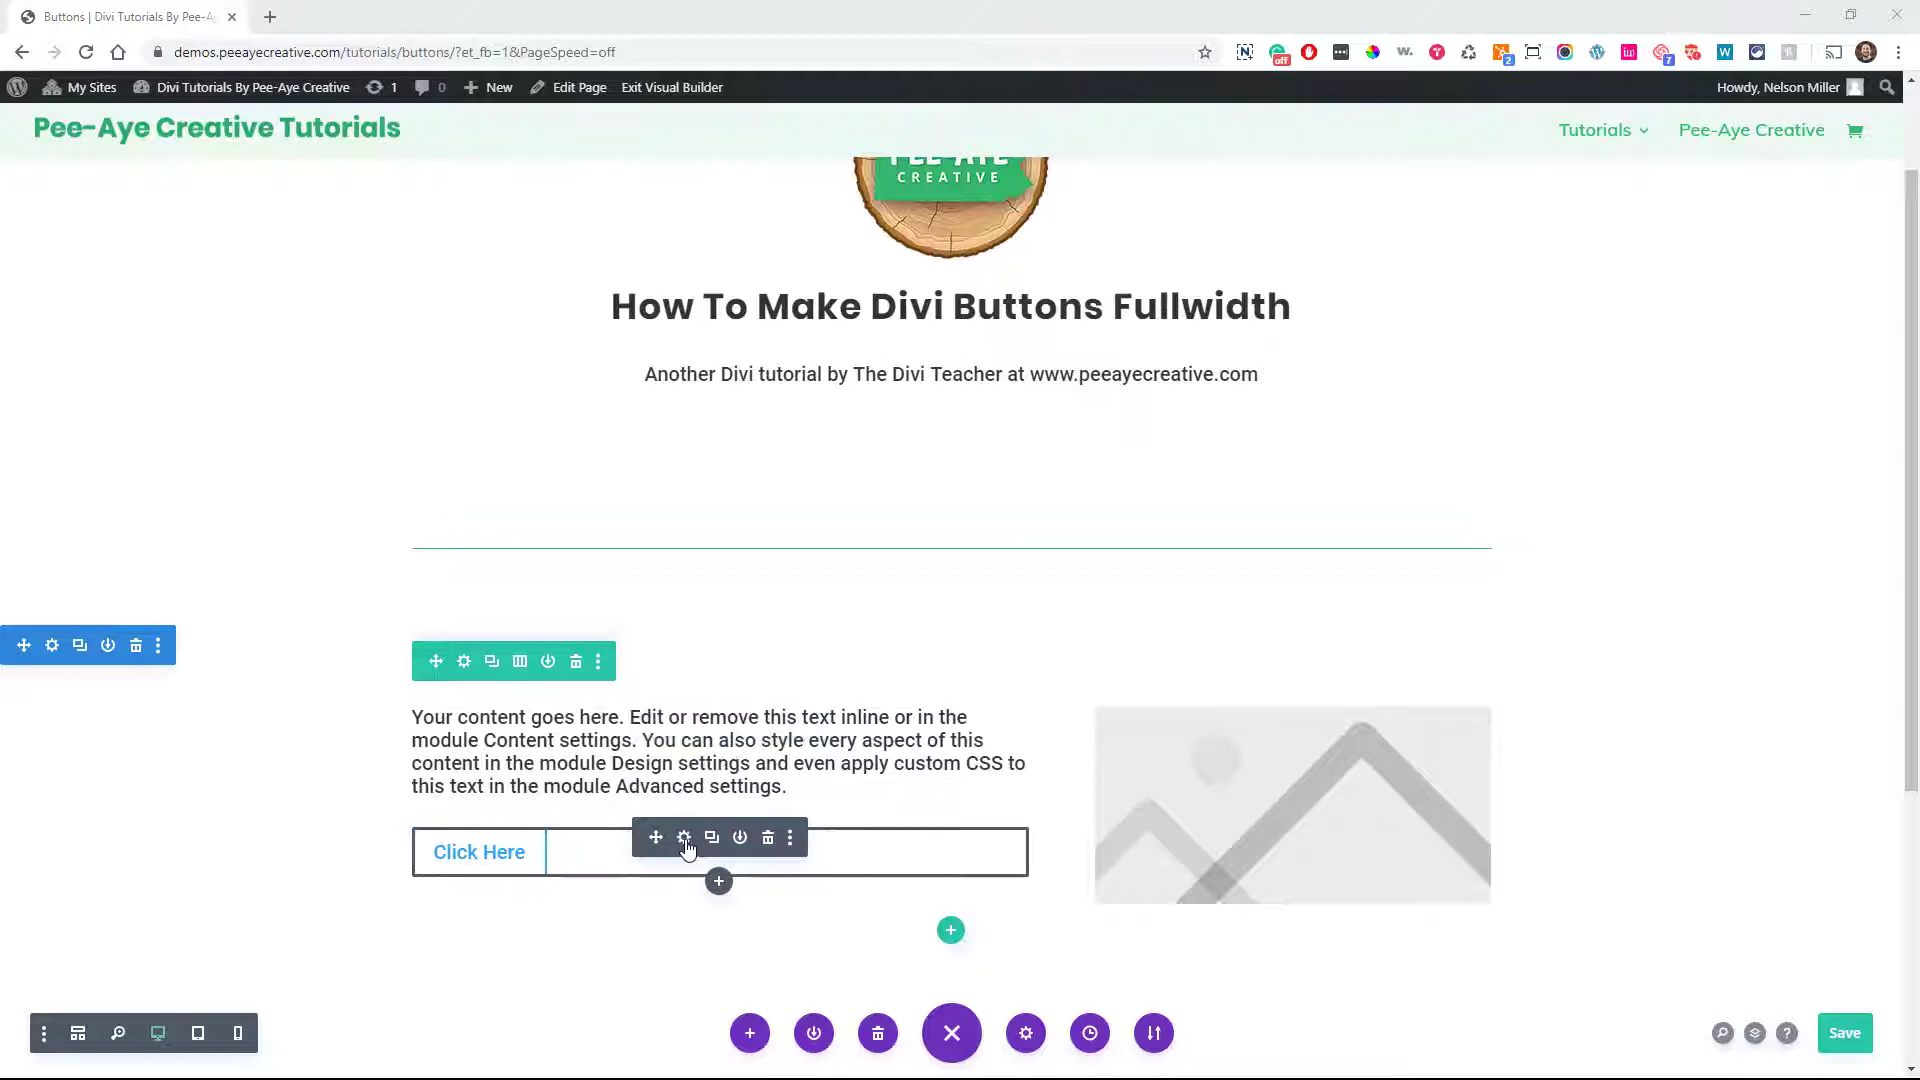 Buttons | Divi Tutorials By Pee-A
demos.peeayecreative.com/tutorials/buttons/?et_fb=1&PageSpeed=off
off
2
7
My Sites
Divi Tutorials By Pee-Aye Creative
1
0
New
Edit Page
Exit Visual Builder
Howdy, Nelson Miller
Pee-Aye Creative Tutorials
Tutorials
Pee-Aye Creative
PEE-AYE
CREATIVE
How To Make Divi Buttons Fullwidth
Another Divi tutorial by The Divi Teacher at www.peeayecreative.com
Your content goes here. Edit or remove this text inline or in the
module Content settings. You can also style every aspect of this
content in the module Design settings and even apply custom CSS to
this text in the module Advanced settings.
Click Here
Save